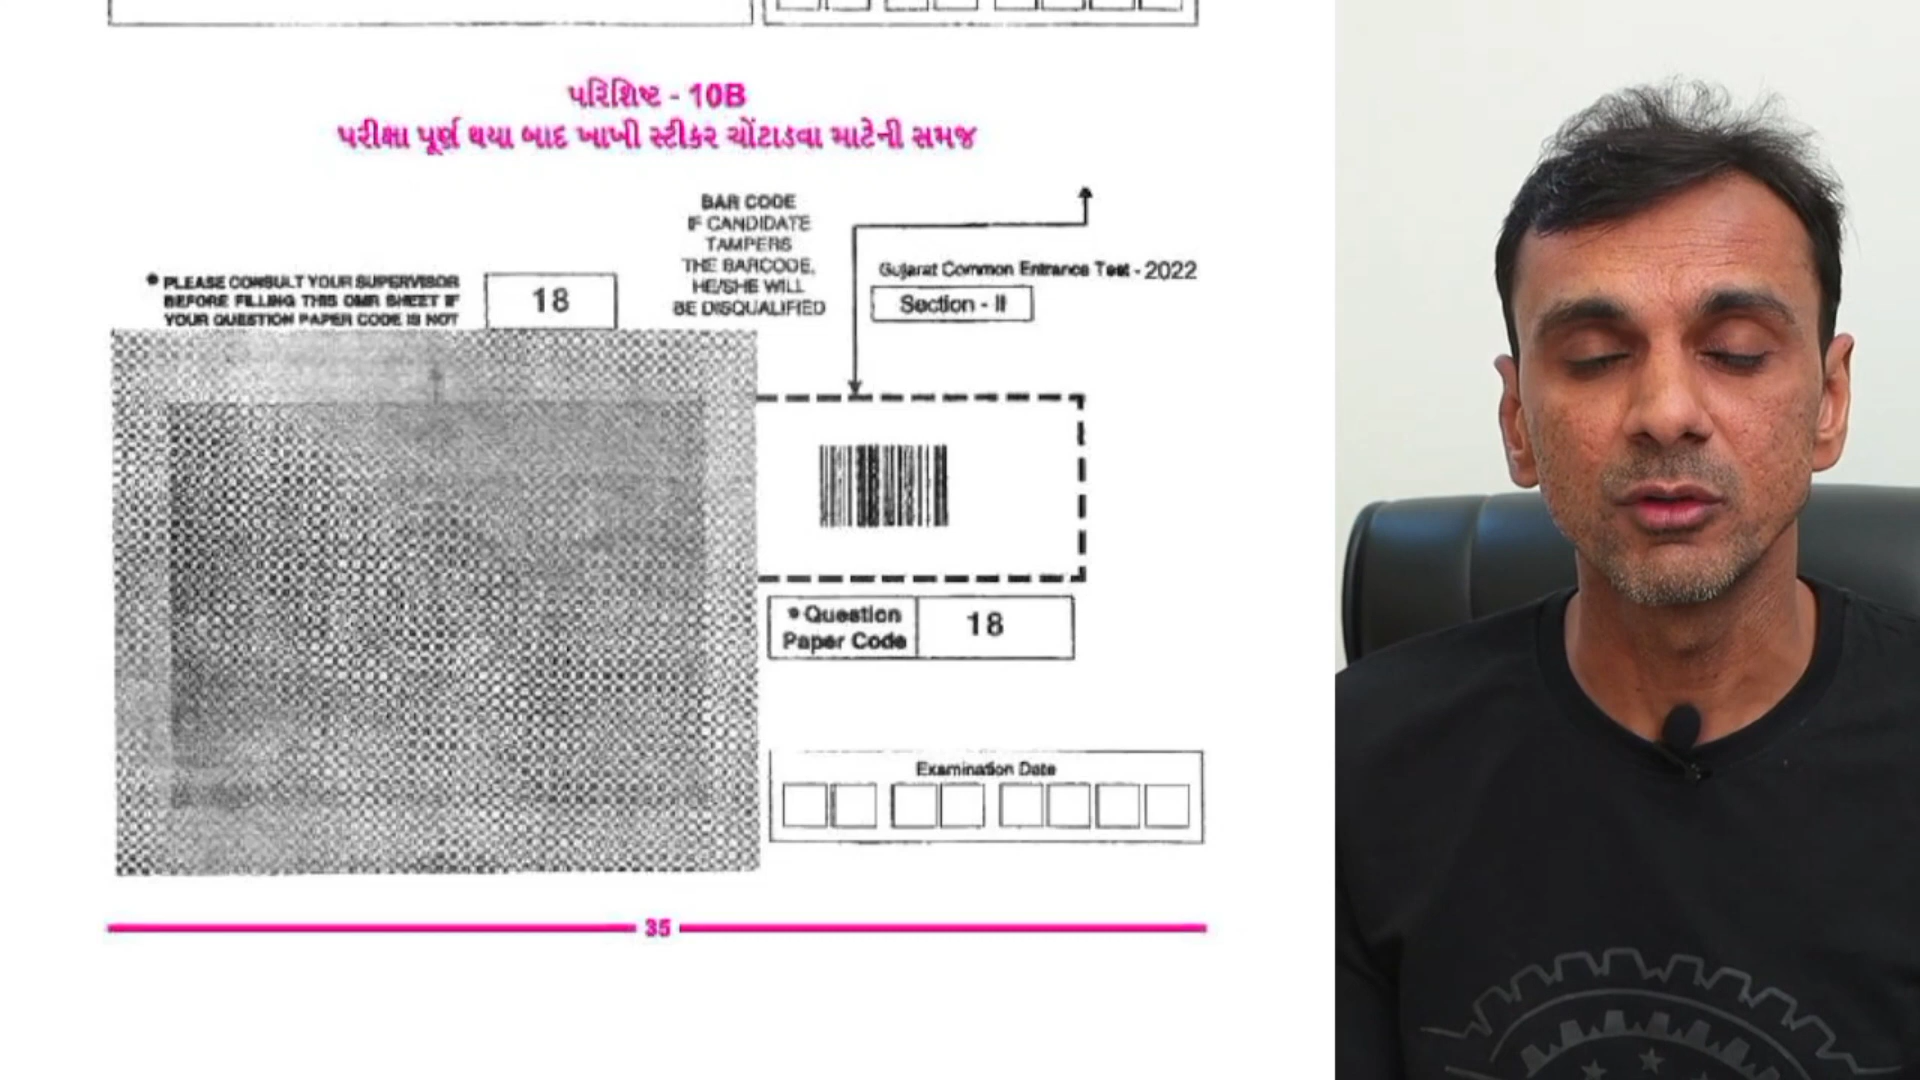 પરિશિષ્ટ - 10B
પરીક્ષા પૂર્ણ થયા બાદ ખાખી સ્ટીકર ચોંટાડવા માટેની સમજ
BAR CODE
IF CANDIDATE
TAMPERS
THE BARCODE,
HE/SHE WILL
BE DISQUALIFIED
Gujarat Common Entrance Test - 2022
Section - II
● PLEASE CONSULT YOUR SUPERVISOR
BEFORE FILLING THIS OMR SHEET IF
YOUR QUESTION PAPER CODE IS NOT
18
● Question
Paper Code
18
Examination Date
35